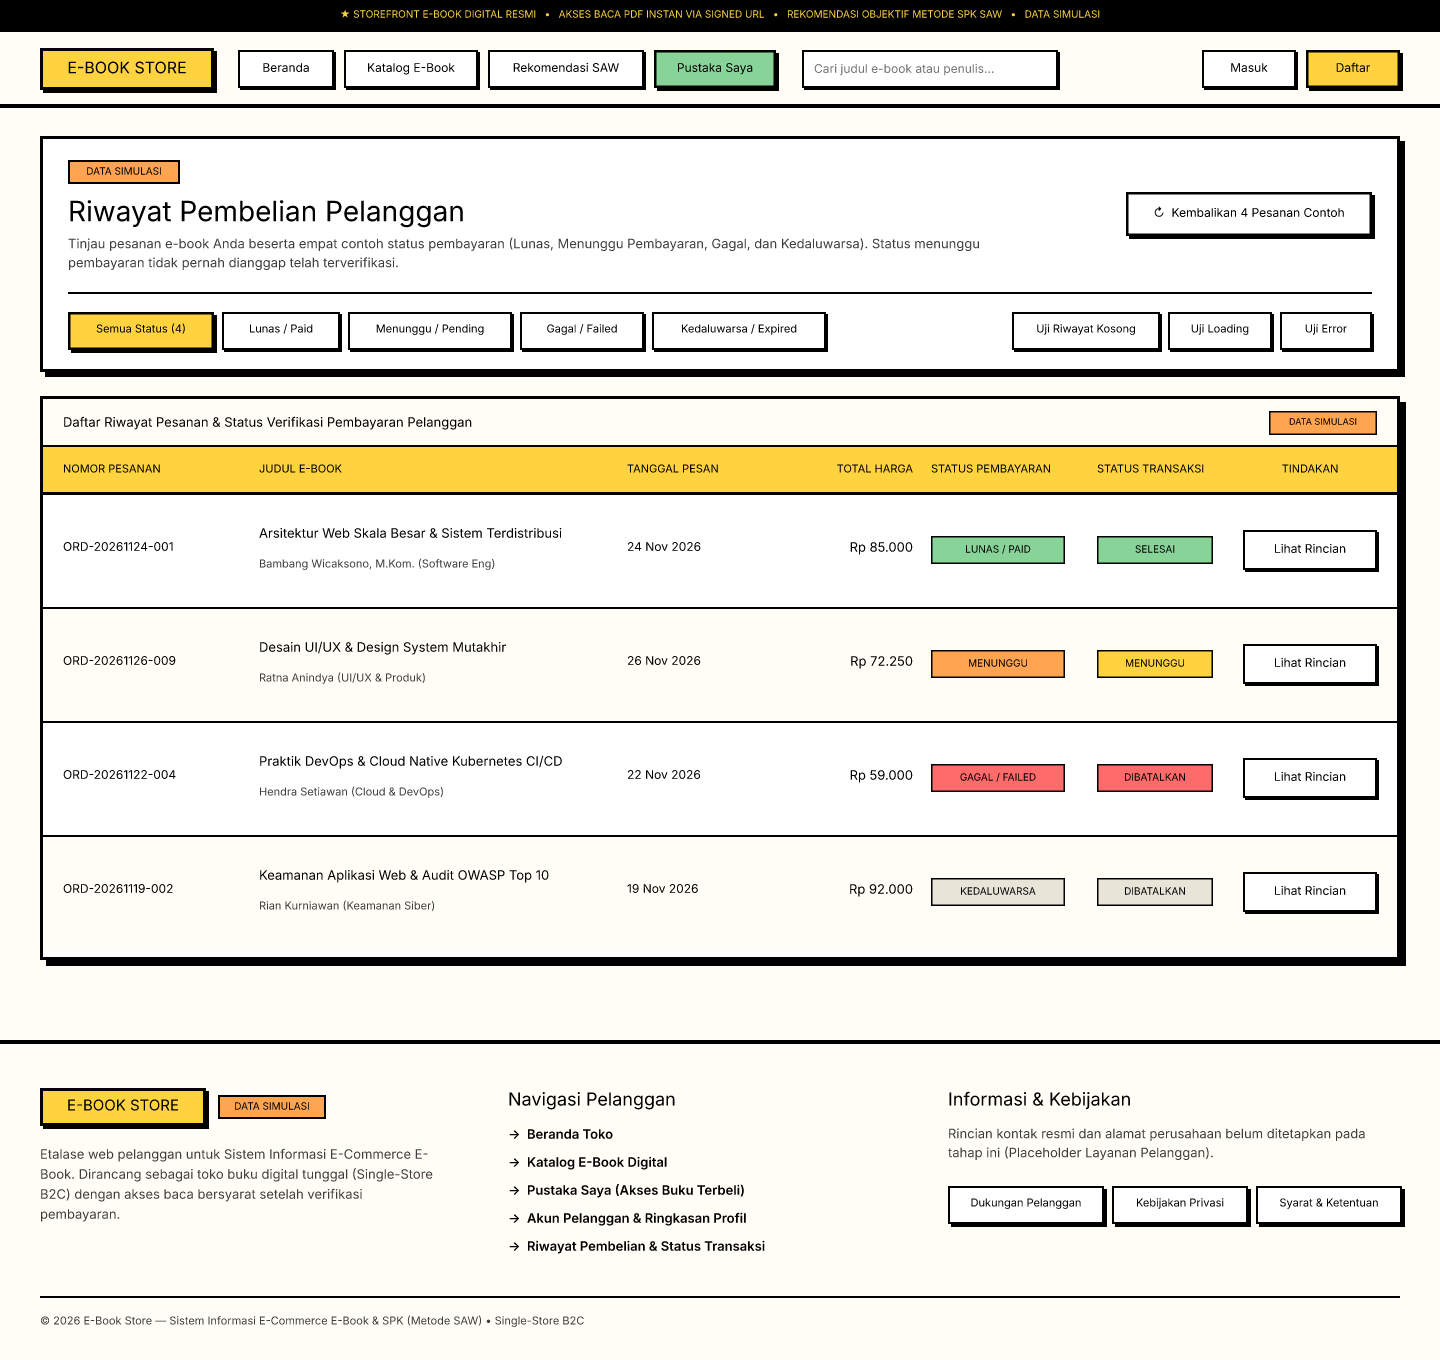 ★ STOREFRONT E-BOOK DIGITAL RESMI • AKSES BACA PDF INSTAN VIA SIGNED URL • REKOMENDASI OBJEKTIF METODE SPK SAW • DATA SIMULASI
E-BOOK STORE
Beranda
Katalog E-Book
Rekomendasi SAW
Pustaka Saya
Cari judul e-book atau penulis...
Masuk
Daftar
DATA SIMULASI
Riwayat Pembelian Pelanggan
Tinjau pesanan e-book Anda beserta empat contoh status pembayaran (Lunas, Menunggu Pembayaran, Gagal, dan Kedaluwarsa). Status menunggu
pembayaran tidak pernah dianggap telah terverifikasi.
↻ Kembalikan 4 Pesanan Contoh
Semua Status (4)
Lunas / Paid
Menunggu / Pending
Gagal / Failed
Kedaluwarsa / Expired
Uji Riwayat Kosong
Uji Loading
Uji Error
Daftar Riwayat Pesanan & Status Verifikasi Pembayaran Pelanggan
DATA SIMULASI
NOMOR PESANAN JUDUL E-BOOK TANGGAL PESAN TOTAL HARGA STATUS PEMBAYARAN STATUS TRANSAKSI TINDAKAN
ORD-20261124-001
Arsitektur Web Skala Besar & Sistem Terdistribusi
Bambang Wicaksono, M.Kom. (Software Eng)
24 Nov 2026
Rp 85.000
LUNAS / PAID
SELESAI
Lihat Rincian
ORD-20261126-009
Desain UI/UX & Design System Mutakhir
Ratna Anindya (UI/UX & Produk)
26 Nov 2026
Rp 72.250
MENUNGGU
MENUNGGU
Lihat Rincian
ORD-20261122-004
Praktik DevOps & Cloud Native Kubernetes CI/CD
Hendra Setiawan (Cloud & DevOps)
22 Nov 2026
Rp 59.000
GAGAL / FAILED
DIBATALKAN
Lihat Rincian
ORD-20261119-002
Keamanan Aplikasi Web & Audit OWASP Top 10
Rian Kurniawan (Keamanan Siber)
19 Nov 2026
Rp 92.000
KEDALUWARSA
DIBATALKAN
Lihat Rincian
E-BOOK STORE
DATA SIMULASI
Etalase web pelanggan untuk Sistem Informasi E-Commerce E-
Book. Dirancang sebagai toko buku digital tunggal (Single-Store
B2C) dengan akses baca bersyarat setelah verifikasi
pembayaran.
Navigasi Pelanggan
→ Beranda Toko
→ Katalog E-Book Digital
→ Pustaka Saya (Akses Buku Terbeli)
→ Akun Pelanggan & Ringkasan Profil
→ Riwayat Pembelian & Status Transaksi
Informasi & Kebijakan
Rincian kontak resmi dan alamat perusahaan belum ditetapkan pada
tahap ini (Placeholder Layanan Pelanggan).
Dukungan Pelanggan
Kebijakan Privasi
Syarat & Ketentuan
© 2026 E-Book Store — Sistem Informasi E-Commerce E-Book & SPK (Metode SAW) • Single-Store B2C